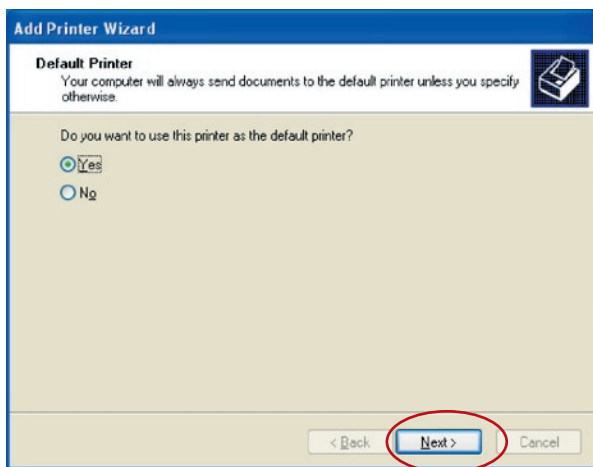 Add Printer Wizard
Default Printer
Your computer will always send documents to the default printer unless you specify
otherwise.
Do you want to use this printer as the default printer?
Yes
No
< Back
Next >
Cancel